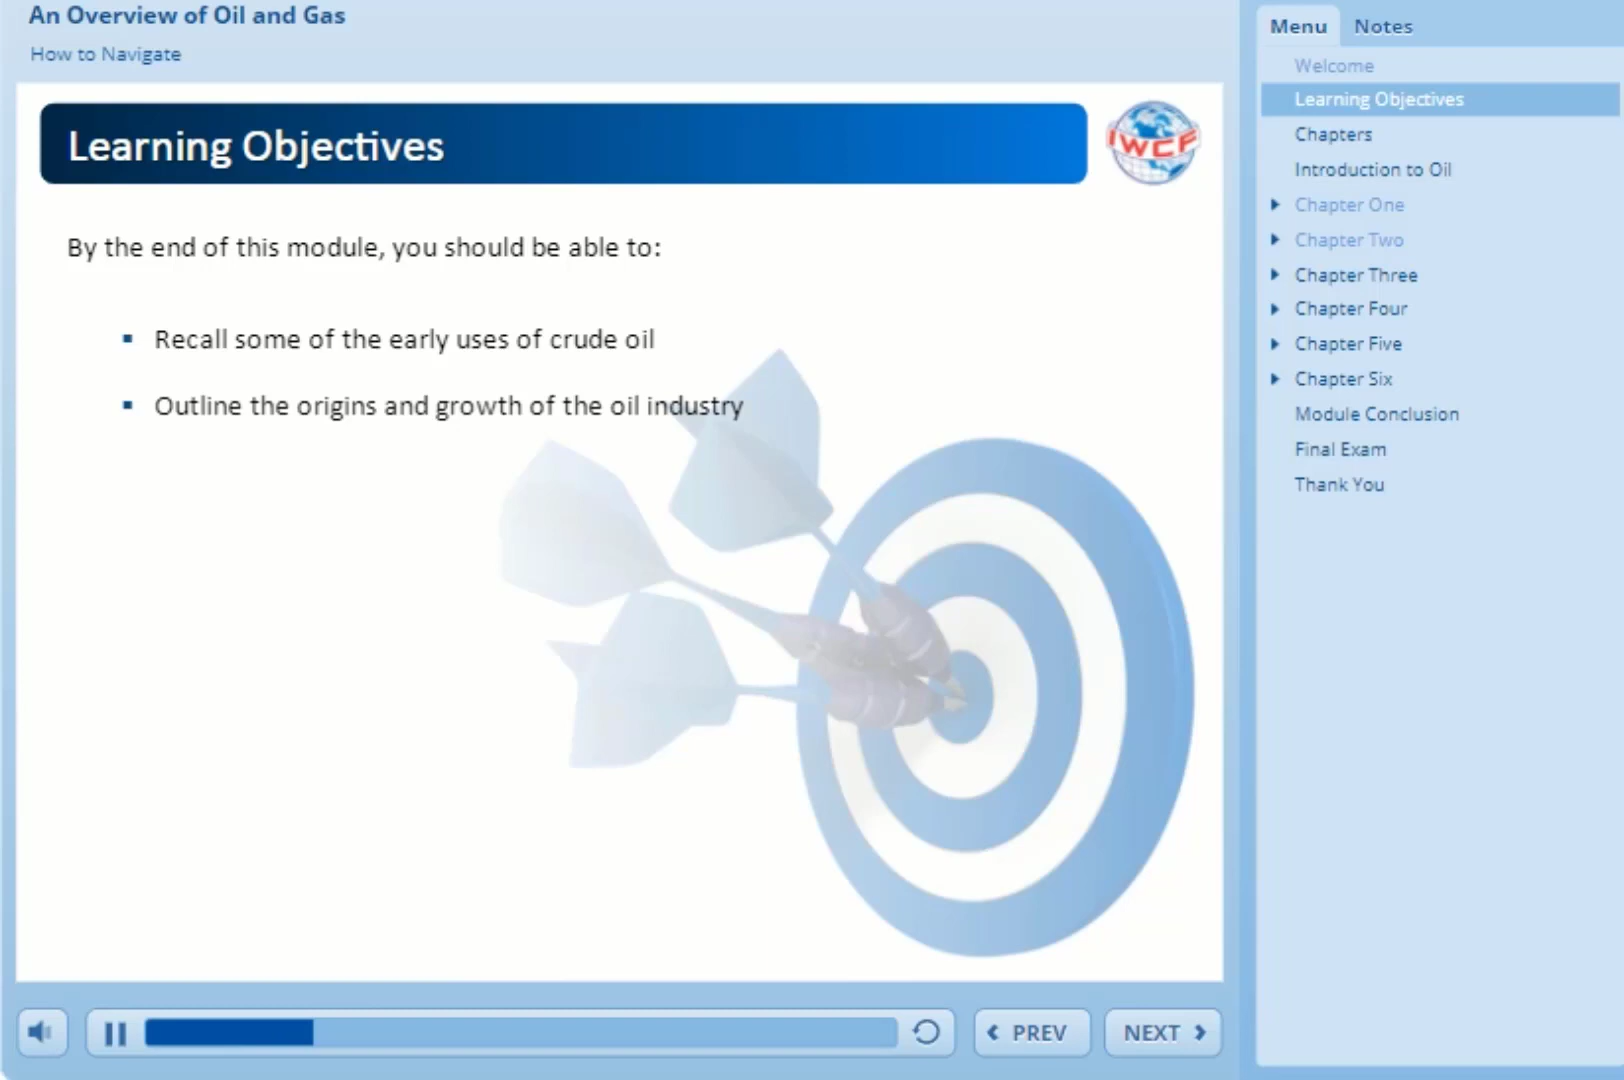 An Overview of Oil and Gas
How to Navigate
Learning Objectives
IWCF
By the end of this module, you should be able to:
▪ Recall some of the early uses of crude oil
▪ Outline the origins and growth of the oil industry
PREV
NEXT
Menu
Notes
Welcome
Learning Objectives
Chapters
Introduction to Oil
Chapter One
Chapter Two
Chapter Three
Chapter Four
Chapter Five
Chapter Six
Module Conclusion
Final Exam
Thank You